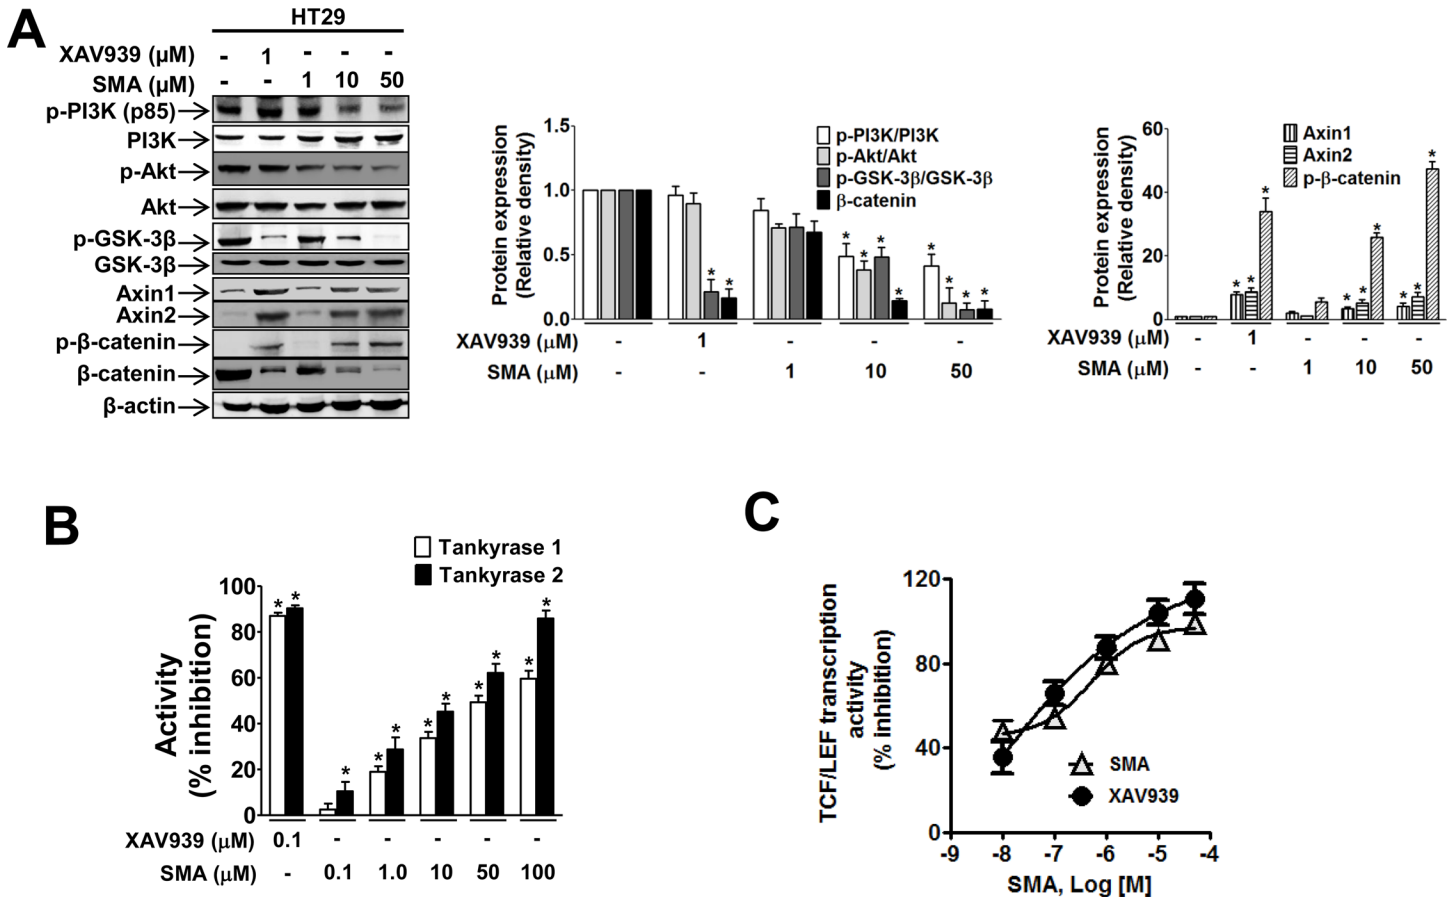 A
HT29
XAV939 (µM) - 1 - - -
SMA (µM) - - 1 10 50
p-PI3K (p85)
PI3K
p-Akt
Akt
p-GSK-3β
GSK-3β
Axin1
Axin2
p-β-catenin
β-catenin
β-actin
Protein expression
(Relative density)
1.5
1.0
0.5
0.0
p-PI3K/PI3K
p-Akt/Akt
p-GSK-3β/GSK-3β
β-catenin
* * * * * * * * * *
XAV939 (µM) - 1 - - -
SMA (µM) - - 1 10 50
Protein expression
(Relative density)
60
40
20
0
Axin1
Axin2
p-β-catenin
* * * * * * * * *
XAV939 (µM) - 1 - - -
SMA (µM) - - 1 10 50
B
Tankyrase 1
Tankyrase 2
Activity
(% inhibition)
100
80
60
40
20
0
* * * * * * * * * * *
XAV939 (µM) 0.1 - - - - -
SMA (µM) - 0.1 1.0 10 50 100
C
TCF/LEF transcription
activity
(% inhibition)
120
80
40
0
SMA
XAV939
-9 -8 -7 -6 -5 -4
SMA, Log [M]